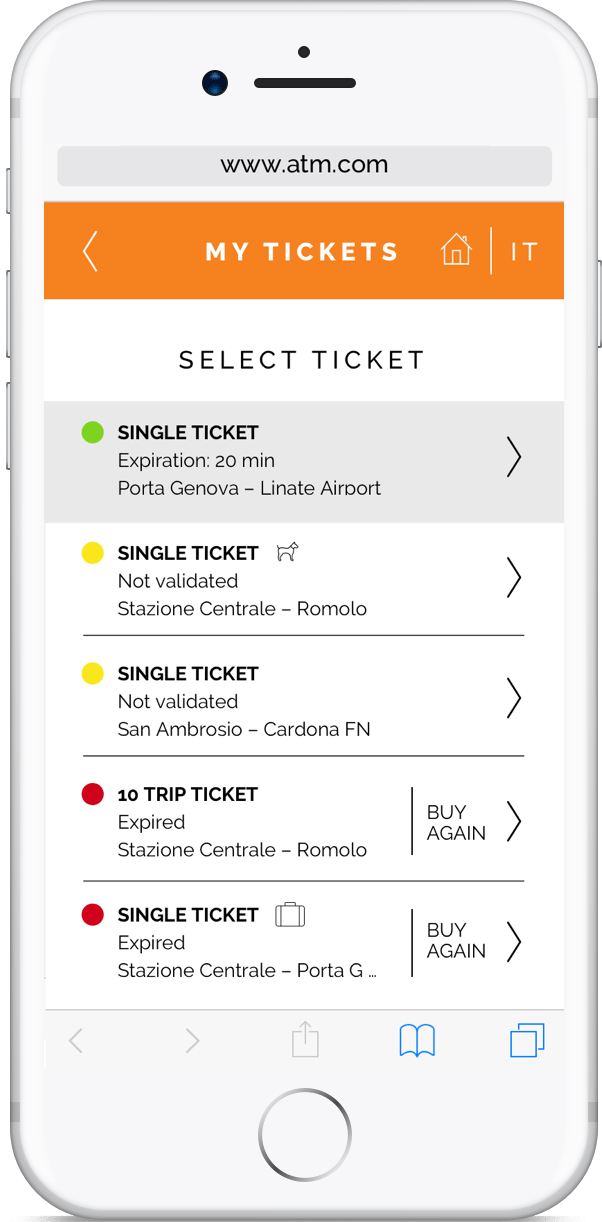 www.atm.com
MY TICKETS
IT
SELECT TICKET
SINGLE TICKET
Expiration: 20 min
Porta Genova – Linate Airport
SINGLE TICKET
Not validated
Stazione Centrale – Romolo
SINGLE TICKET
Not validated
San Ambrosio – Cardona FN
10 TRIP TICKET
Expired
Stazione Centrale – Romolo
BUY
AGAIN
SINGLE TICKET
Expired
Stazione Centrale – Porta G ...
BUY
AGAIN